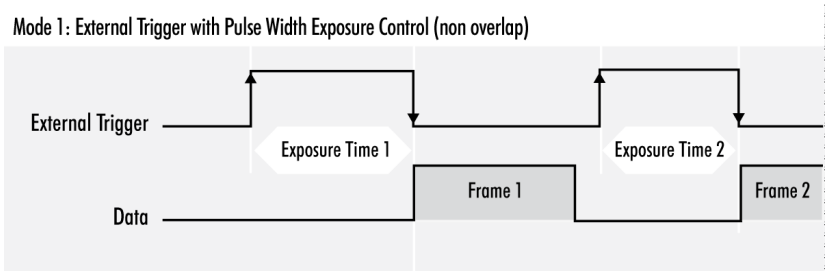 Mode 1: External Trigger with Pulse Width Exposure Control (non overlap)
External Trigger
Exposure Time 1
Exposure Time 2
Frame 1
Frame 2
Data